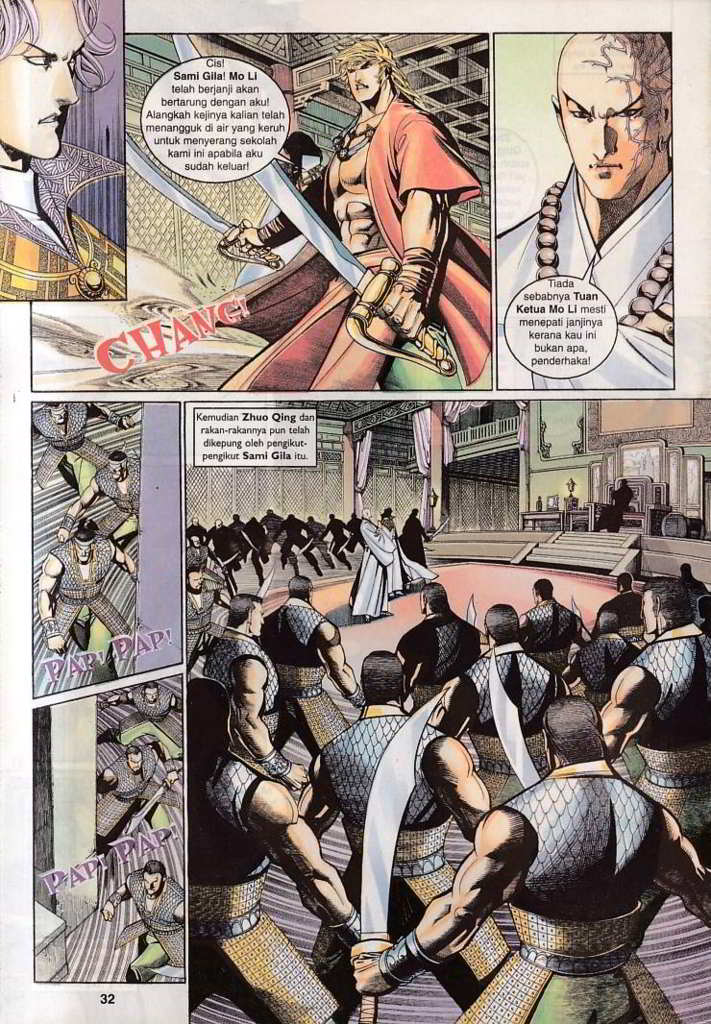 Cis!
Sami Gila! Mo Li
telah berjanji akan
bertarung dengan aku!
Alangkah kejinya kalian telah
menangguk di air yang keruh
untuk menyerang sekolah
kami ini apabila aku
sudah keluar!
CHANG!
Tiada
sebabnya Tuan
Ketua Mo Li mesti
menepati janjinya
kerana kau ini
bukan apa,
penderhaka!
PAP! PAP!
Kemudian Zhuo Qing dan
rakan-rakannya pun telah
dikepung oleh pengikut-
pengikut Sami Gila itu.
PAP! PAP!
32